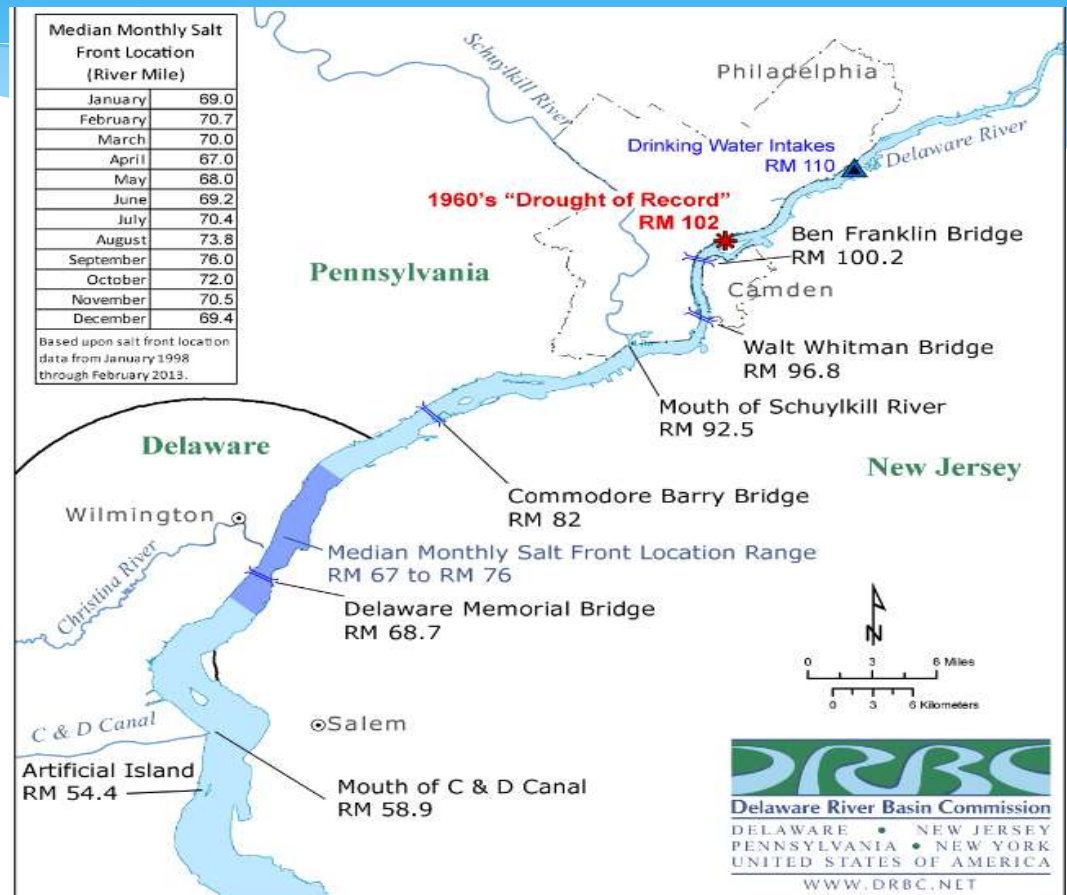 Median Monthly Salt
Front Location
(River Mile)
January 69.0
February 70.7
March 70.0
April 67.0
May 68.0
June 69.2
July 70.4
August 73.8
September 76.0
October 72.0
November 70.5
December 69.4
Based upon salt front location
data from January 1998
through February 2013.
Schuylkill River
Philadelphia
Drinking Water Intakes
RM 110
Delaware River
1960's “Drought of Record”
RM 102
Ben Franklin Bridge
RM 100.2
Pennsylvania
Camden
Walt Whitman Bridge
RM 96.8
Mouth of Schuylkill River
RM 92.5
Delaware
New Jersey
Commodore Barry Bridge
RM 82
Wilmington
Median Monthly Salt Front Location Range
RM 67 to RM 76
Christina River
Delaware Memorial Bridge
RM 68.7
N
0 3 6 Miles
0 3 6 Kilometers
C & D Canal
Salem
Artificial Island
RM 54.4
Mouth of C & D Canal
RM 58.9
DRBC
Delaware River Basin Commission
DELAWARE • NEW JERSEY
PENNSYLVANIA • NEW YORK
UNITED STATES OF AMERICA
WWW.DRBC.NET